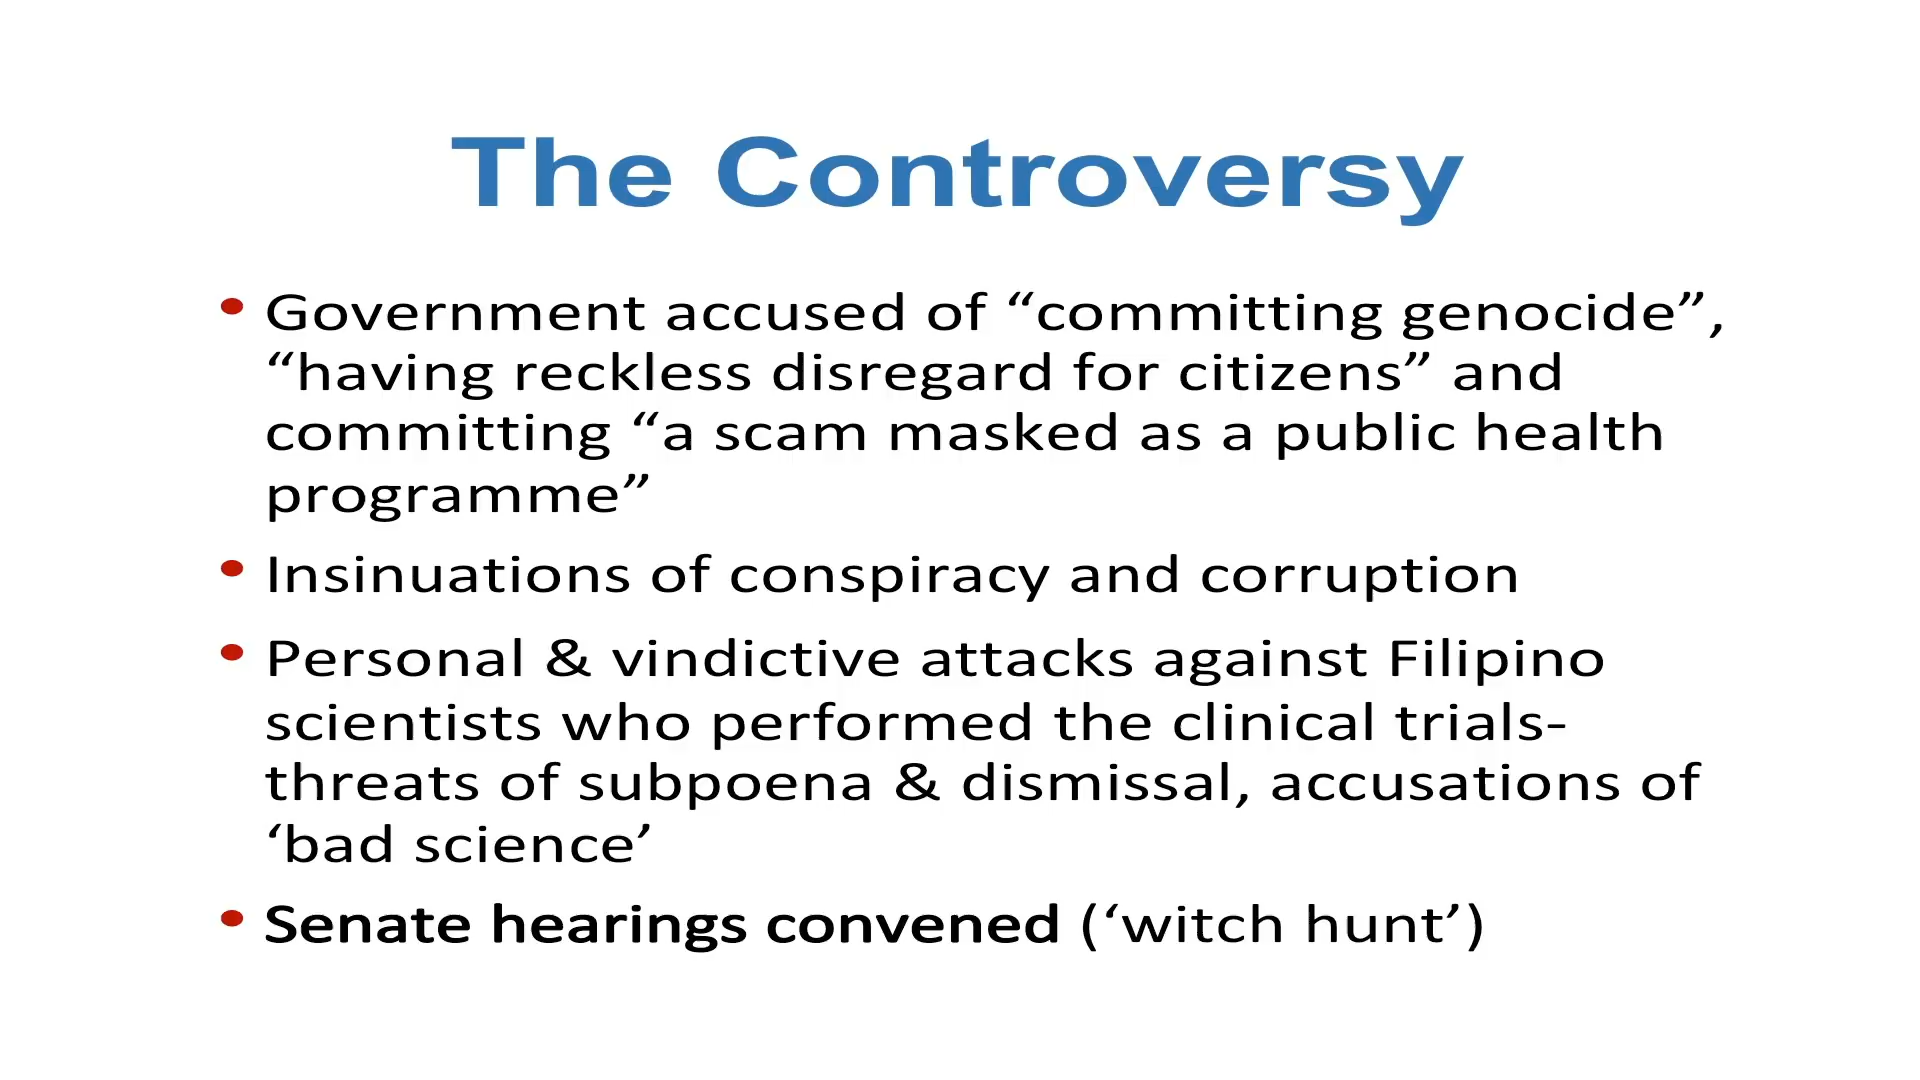 The Controversy
• Government accused of “committing genocide”,
“having reckless disregard for citizens” and
committing “a scam masked as a public health
programme”
• Insinuations of conspiracy and corruption
• Personal & vindictive attacks against Filipino
scientists who performed the clinical trials-
threats of subpoena & dismissal, accusations of
‘bad science’
• Senate hearings convened (‘witch hunt’)